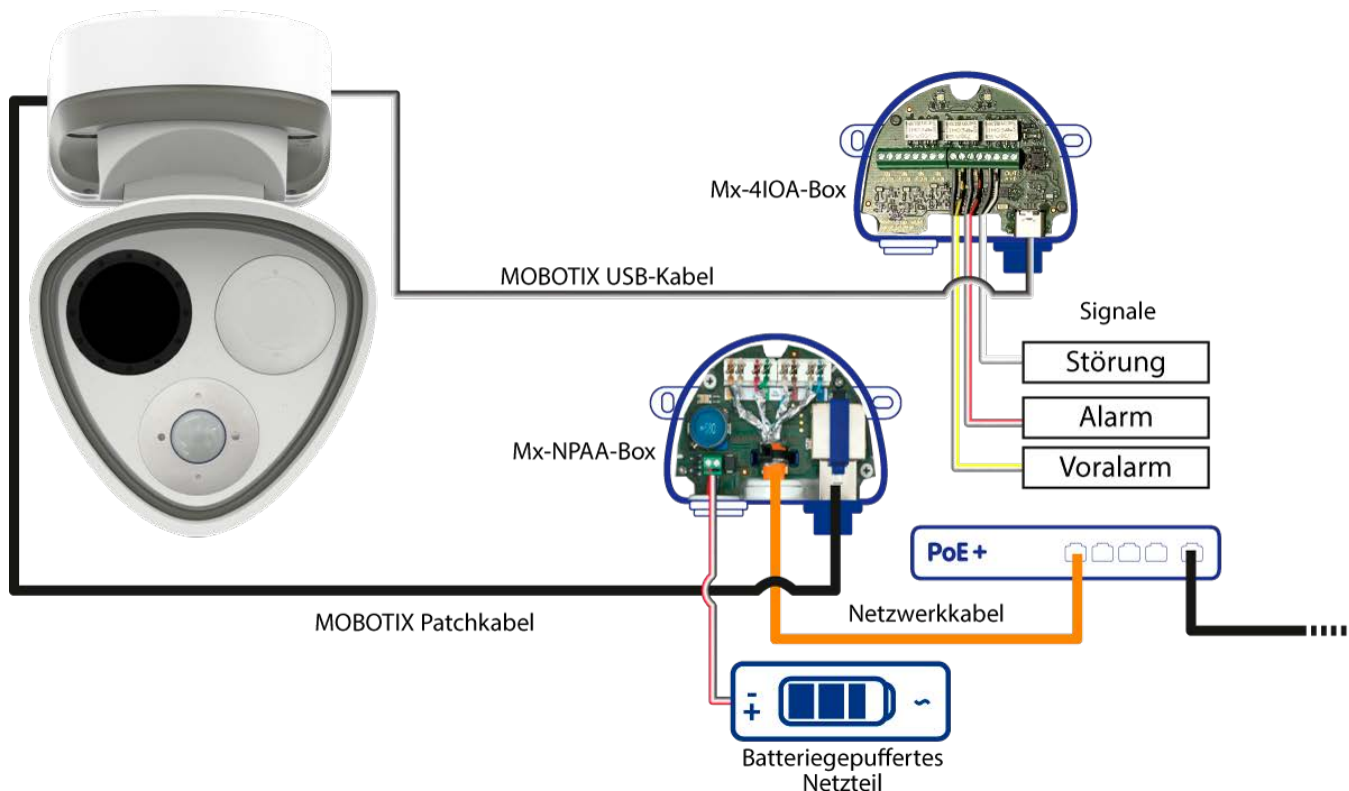 Mx-4IOA-Box
MOBOTIX USB-Kabel
Signale
Störung
Alarm
Voralarm
Mx-NPAA-Box
PoE+
MOBOTIX Patchkabel
Netzwerkkabel
-
+
~
Batteriegepuffertes
Netzteil